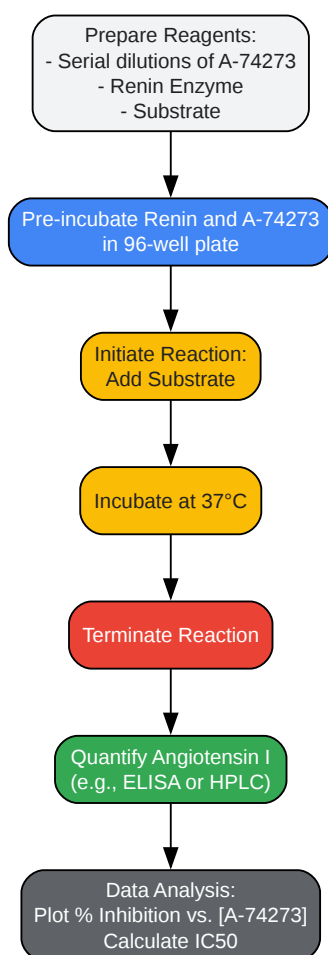 Prepare Reagents:
- Serial dilutions of A-74273
- Renin Enzyme
- Substrate
Pre-incubate Renin and A-74273
in 96-well plate
Initiate Reaction:
Add Substrate
Incubate at 37°C
Terminate Reaction
Quantify Angiotensin I
(e.g., ELISA or HPLC)
Data Analysis:
Plot % Inhibition vs. [A-74273]
Calculate IC50